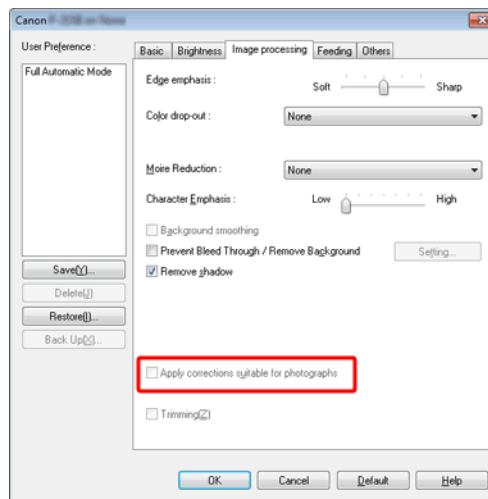 Canon
User Preference :
Full Automatic Mode
Save(Y)...
Delete(J)
Restore(I)...
Back Up(X)...
Basic Brightness Image processing Feeding Others
Edge emphasis :
Soft Sharp
Color drop-out :
None
Moire Reduction :
None
Character Emphasis :
Low High
Background smoothing
Prevent Bleed Through / Remove Background
Setting...
Remove shadow
Apply corrections suitable for photographs
Trimming(Z)
OK Cancel Default Help